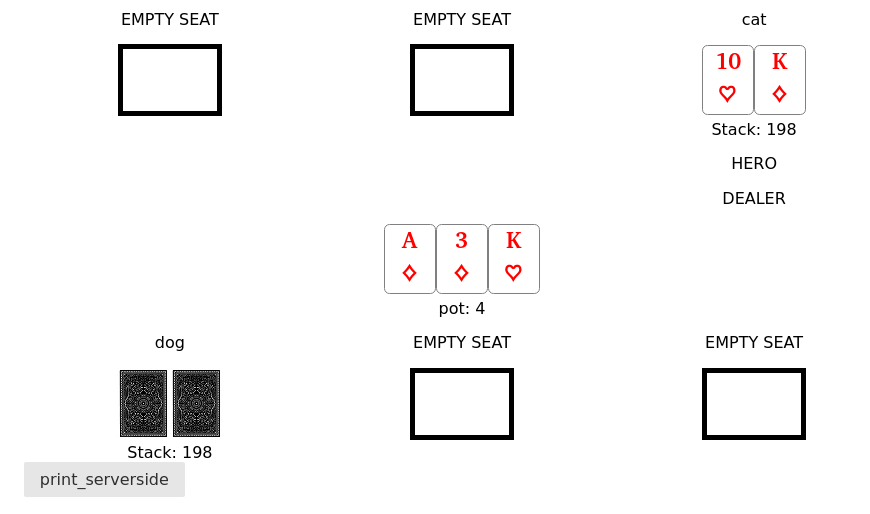 EMPTY SEAT EMPTY SEAT cat
10 ♡ K ♢
Stack: 198
HERO
DEALER
A ♢ 3 ♢ K ♡
pot: 4
dog EMPTY SEAT EMPTY SEAT
Stack: 198
print_serverside